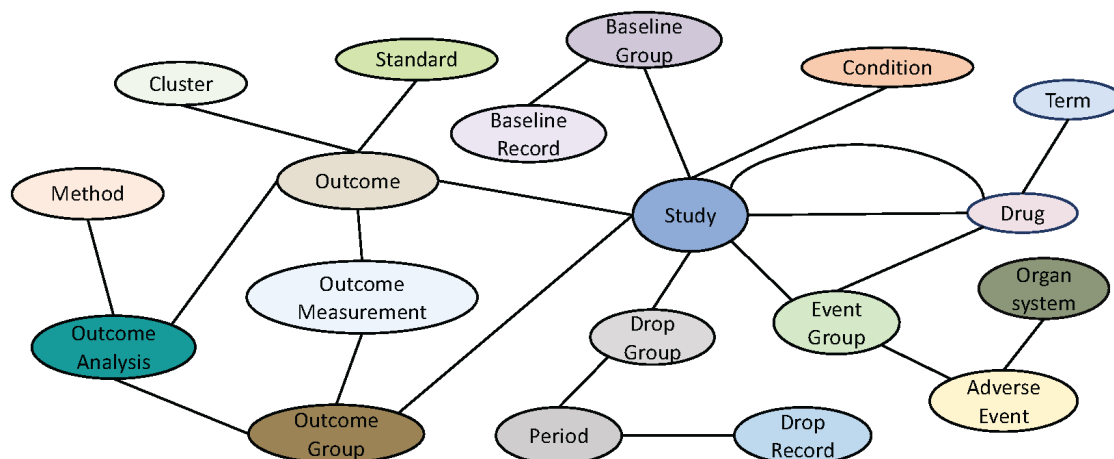 Baseline
Group
Standard
Cluster
Condition
Term
Baseline
Record
Outcome
Method
Study
Drug
Organ
system
Outcome
Measurement
Event
Group
Drop
Group
Outcome
Analysis
Adverse
Event
Outcome
Group
Period
Drop
Record